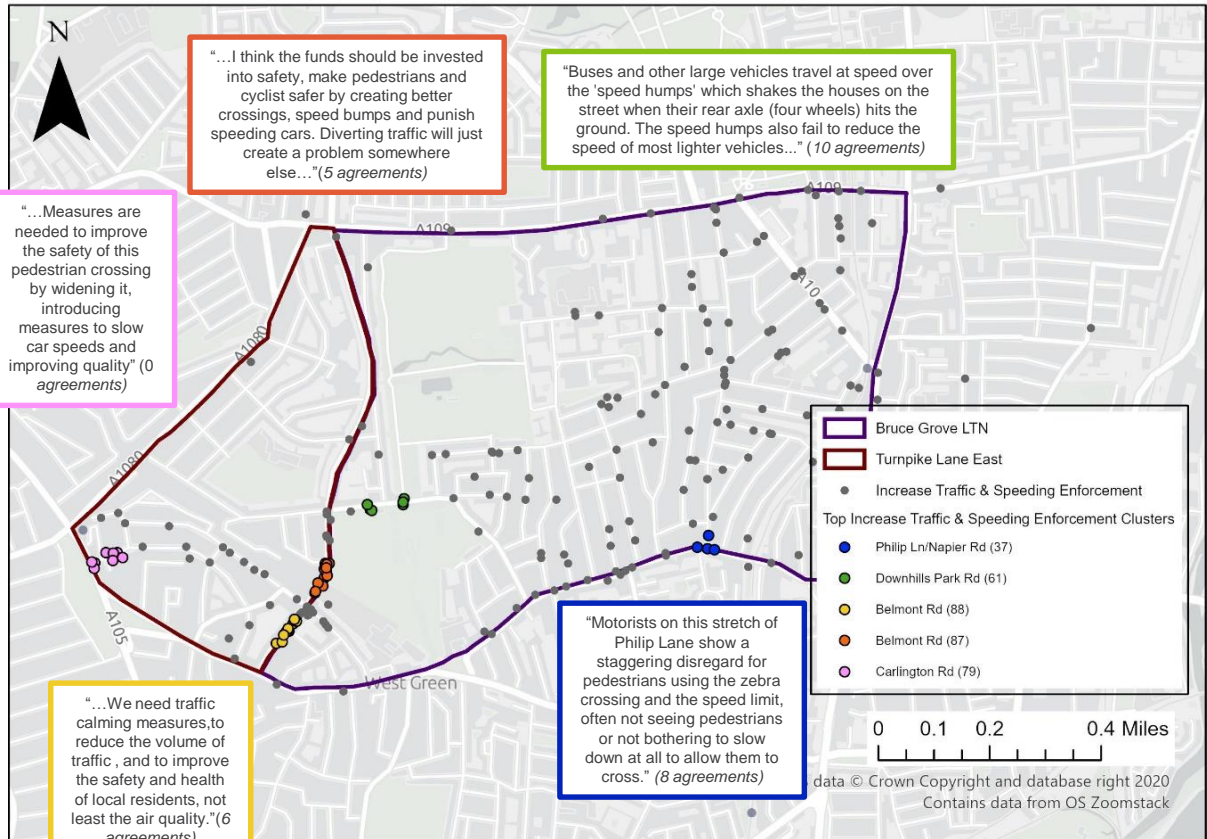 N
“…I think the funds should be invested
into safety, make pedestrians and
cyclist safer by creating better
crossings, speed bumps and punish
speeding cars. Diverting traffic will just
create a problem somewhere
else…”(5 agreements)
“Buses and other large vehicles travel at speed over
the 'speed humps' which shakes the houses on the
street when their rear axle (four wheels) hits the
ground. The speed humps also fail to reduce the
speed of most lighter vehicles...” (10 agreements)
“…Measures are
needed to improve
the safety of this
pedestrian crossing
by widening it,
introducing
measures to slow
car speeds and
improving quality” (0
agreements)
A109
A109
A10
A1080
A1080
A105
West Green
Bruce Grove LTN
Turnpike Lane East
Increase Traffic & Speeding Enforcement
Top Increase Traffic & Speeding Enforcement Clusters
Philip Ln/Napier Rd (37)
Downhills Park Rd (61)
Belmont Rd (88)
Belmont Rd (87)
Carlington Rd (79)
“Motorists on this stretch of
Philip Lane show a
staggering disregard for
pedestrians using the zebra
crossing and the speed limit,
often not seeing pedestrians
or not bothering to slow
down at all to allow them to
cross.” (8 agreements)
“…We need traffic
calming measures,to
reduce the volume of
traffic , and to improve
the safety and health
of local residents, not
least the air quality.”(6
agreements)
0 0.1 0.2 0.4 Miles
data © Crown Copyright and database right 2020
Contains data from OS Zoomstack